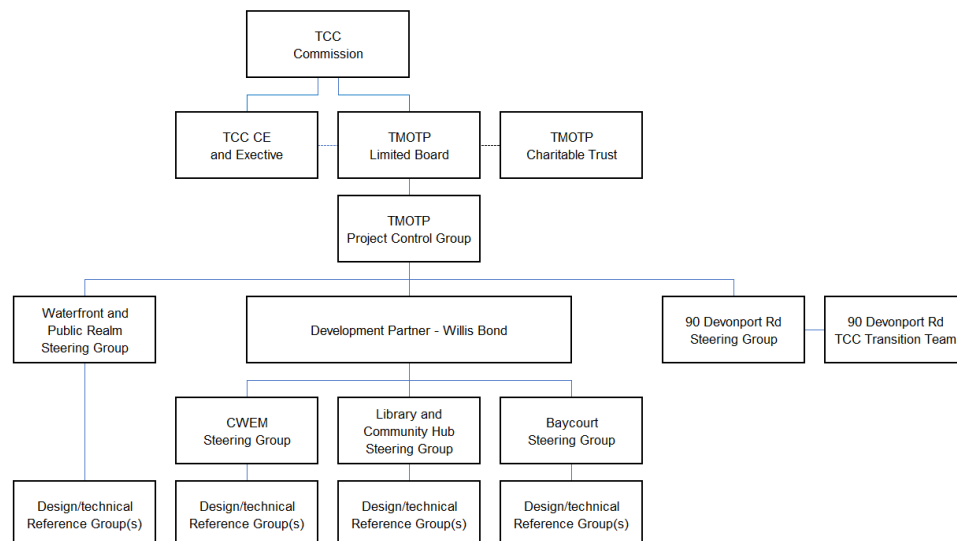 TCC
Commission
TCC CE
and Exective
TMOTP
Limited Board
TMOTP
Charitable Trust
TMOTP
Project Control Group
Waterfront and
Public Realm
Steering Group
Development Partner - Willis Bond
90 Devonport Rd
Steering Group
90 Devonport Rd
TCC Transition Team
CWEM
Steering Group
Library and
Community Hub
Steering Group
Baycourt
Steering Group
Design/technical
Reference Group(s)
Design/technical
Reference Group(s)
Design/technical
Reference Group(s)
Design/technical
Reference Group(s)